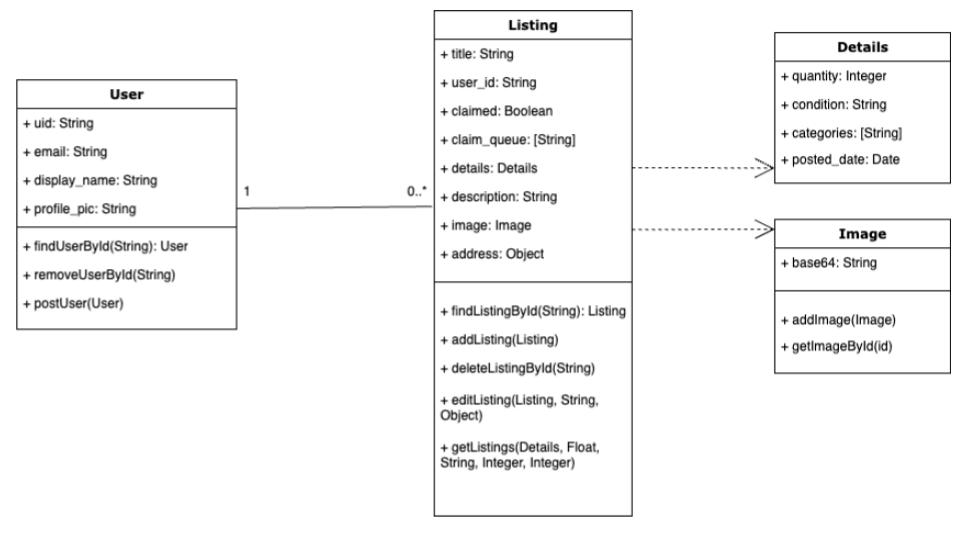 User
+ uid: String
+ email: String
+ display_name: String
+ profile_pic: String
+ findUserById(String): User
+ removeUserById(String)
+ postUser(User)
1
0..*
Listing
+ title: String
+ user_id: String
+ claimed: Boolean
+ claim_queue: [String]
+ details: Details
+ description: String
+ image: Image
+ address: Object
+ findListingById(String): Listing
+ addListing(Listing)
+ deleteListingById(String)
+ editListing(Listing, String,
Object)
+ getListings(Details, Float,
String, Integer, Integer)
Details
+ quantity: Integer
+ condition: String
+ categories: [String]
+ posted_date: Date
Image
+ base64: String
+ addImage(Image)
+ getImageById(id)